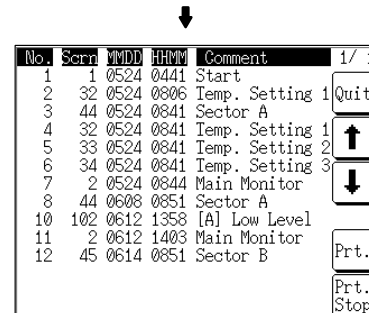 No. Scrn MMDD HHMM Comment 1/ 1
1 1 0524 0441 Start
2 32 0524 0806 Temp. Setting 1 Quit
3 44 0524 0841 Sector A
4 32 0524 0841 Temp. Setting 1
5 33 0524 0841 Temp. Setting 2
6 34 0524 0841 Temp. Setting 3
7 2 0524 0844 Main Monitor
8 44 0608 0851 Sector A
10 102 0612 1358 [A] Low Level
11 2 0612 1403 Main Monitor
12 45 0614 0851 Sector B
Prt.
Prt.
Stop